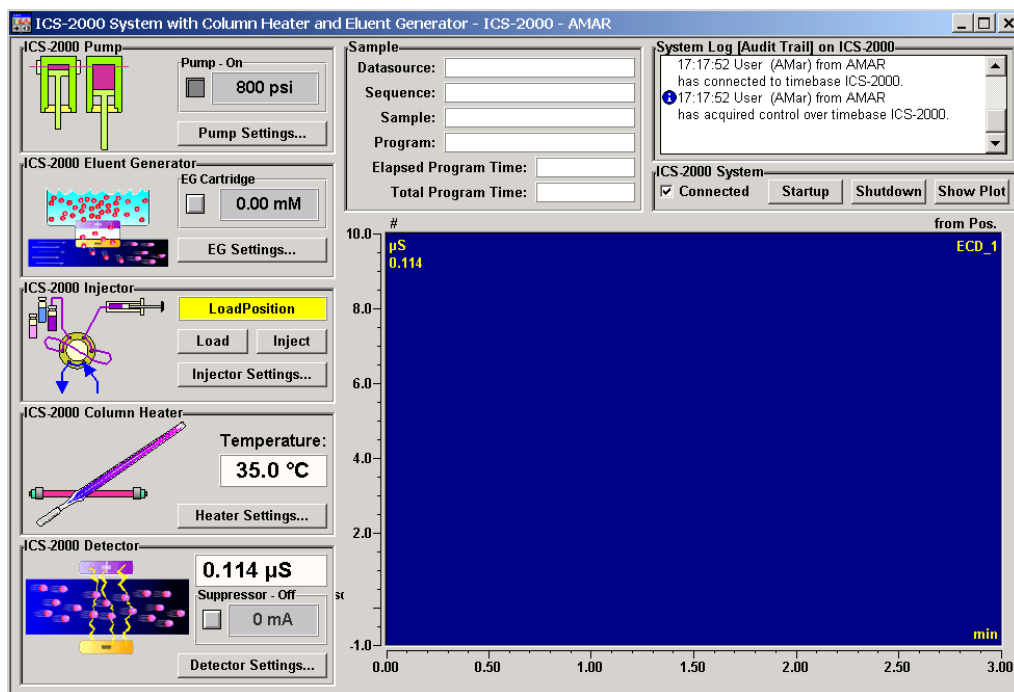 ICS-2000 System with Column Heater and Eluent Generator - ICS-2000 - AMAR
ICS-2000 Pump
Pump - On
800 psi
Pump Settings...
ICS-2000 Eluent Generator
EG Cartridge
0.00 mM
EG Settings...
ICS-2000 Injector
LoadPosition
Load
Inject
Injector Settings...
ICS-2000 Column Heater
Temperature:
35.0 °C
Heater Settings...
ICS-2000 Detector
0.114 µS
Suppressor - Off
0 mA
Detector Settings...
Sample
Datasource:
Sequence:
Sample:
Program:
Elapsed Program Time:
Total Program Time:
System Log [Audit Trail] on ICS-2000
17:17:52 User (AMar) from AMAR
has connected to timebase ICS-2000.
17:17:52 User (AMar) from AMAR
has acquired control over timebase ICS-2000.
ICS-2000 System
Connected
Startup
Shutdown
Show Plot
#
from Pos.
µS
0.114
ECD_1
10.0
8.0
6.0
4.0
2.0
-1.0
min
0.00 0.50 1.00 1.50 2.00 2.50 3.00